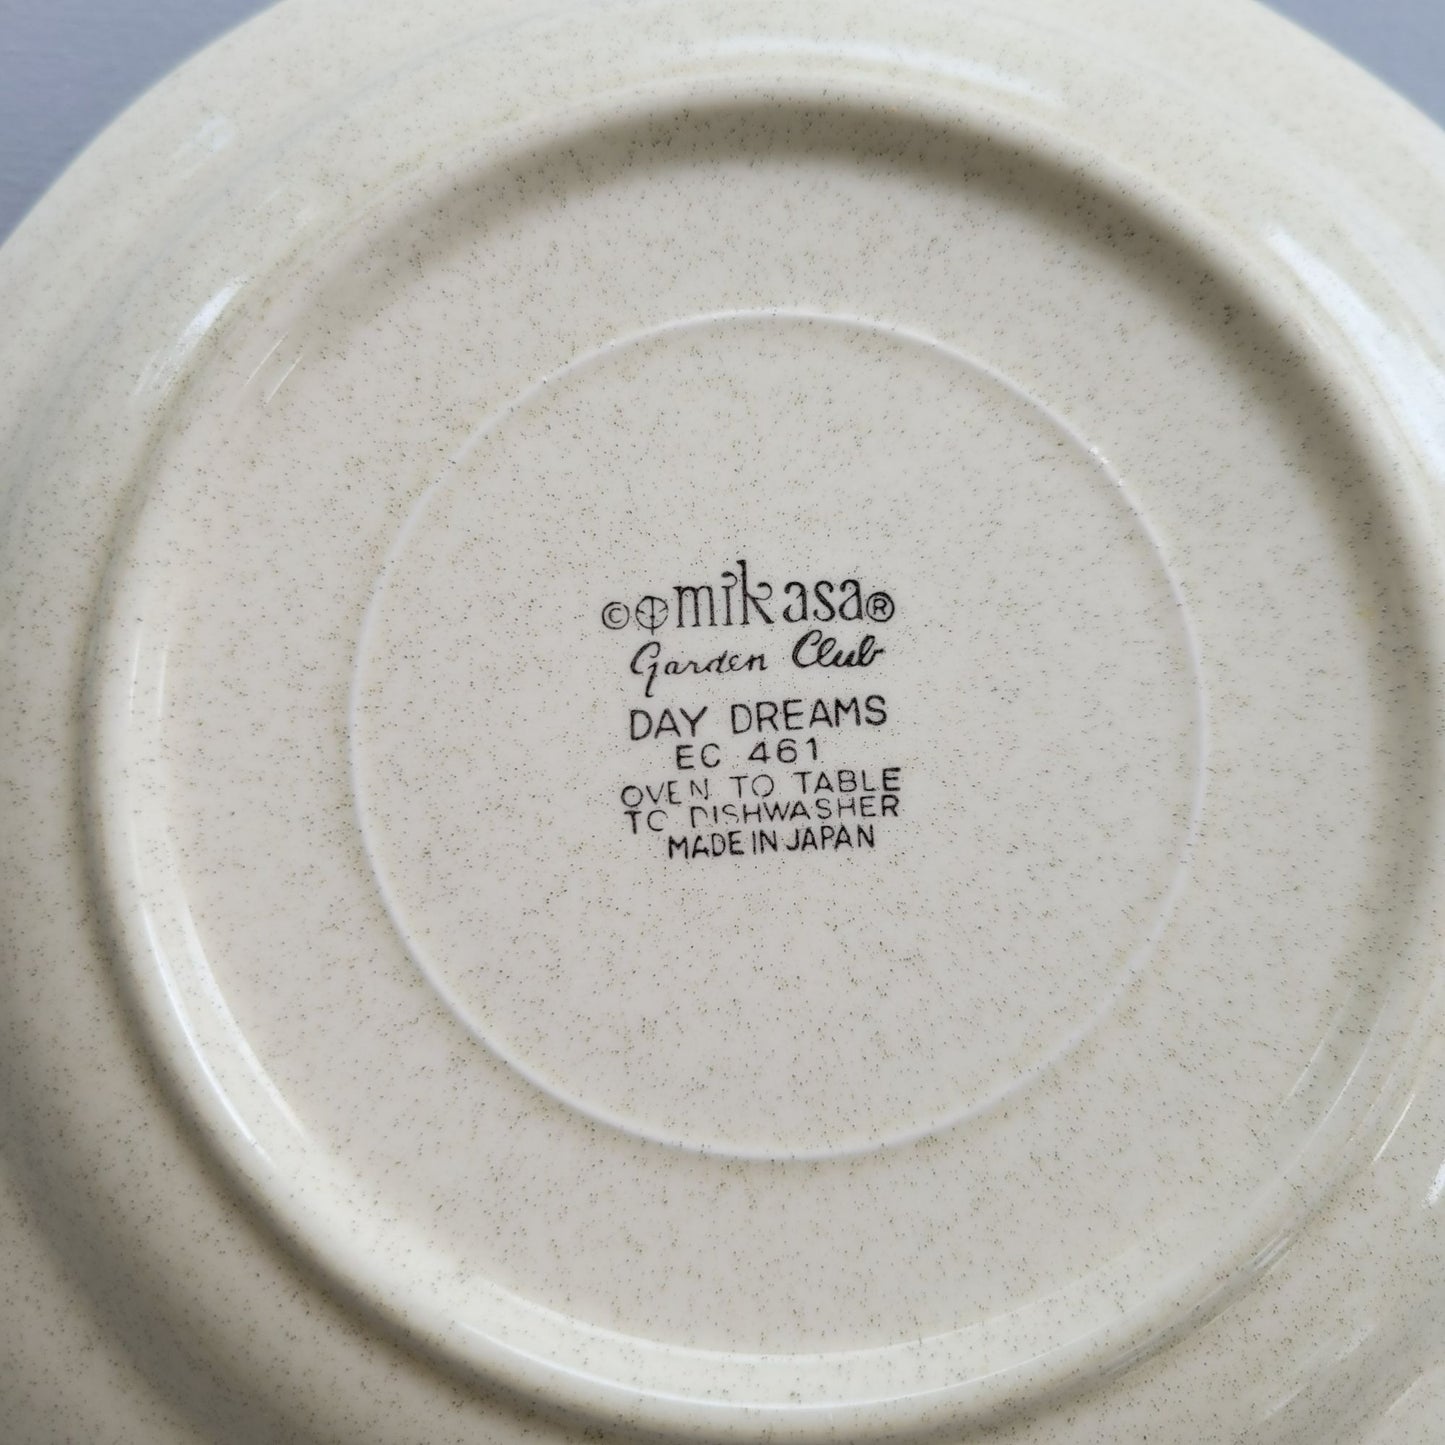 © mikasa®
Garden Club
DAY DREAMS
EC 461
OVEN TO TABLE
TO DISHWASHER
MADE IN JAPAN